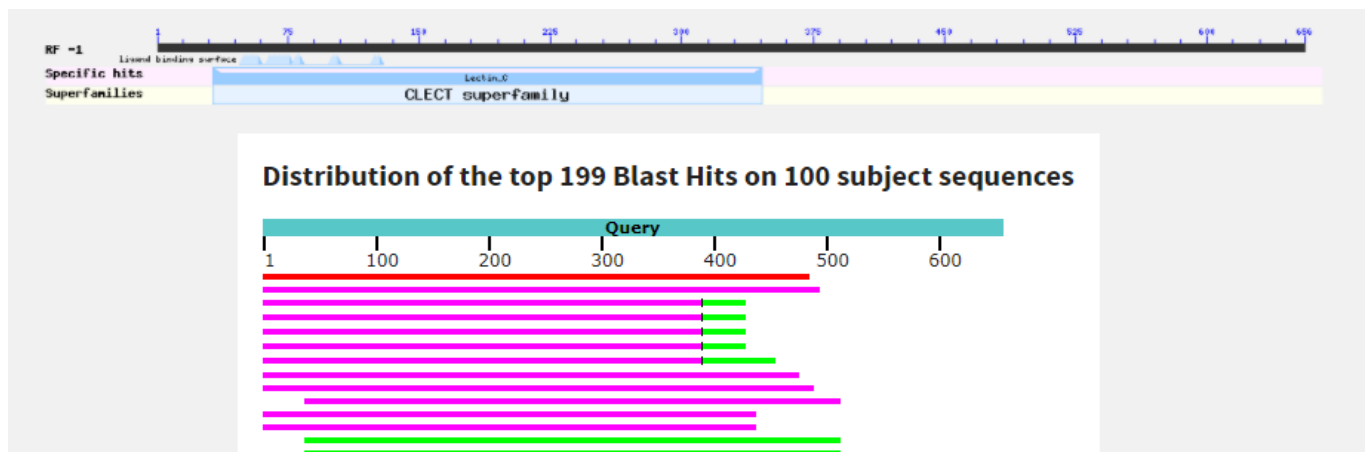 1 75 150 225 300 375 450 525 600 656
RF -1
Ligand binding surface
Specific hits
Lectin_C
Superfamilies
CLECT superfamily
Distribution of the top 199 Blast Hits on 100 subject sequences
Query
1 100 200 300 400 500 600